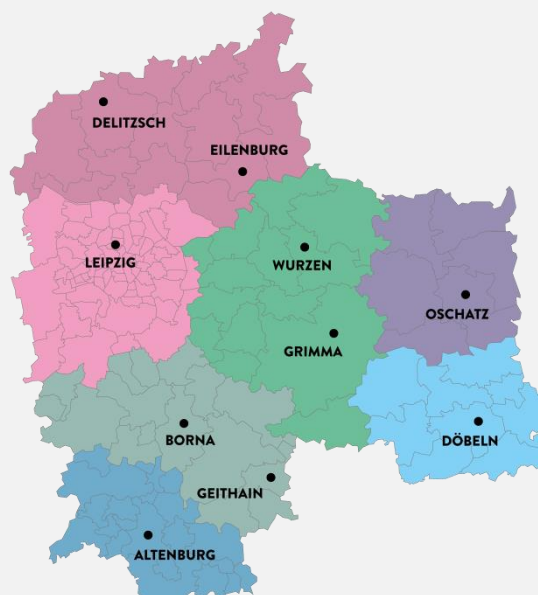 DELITZSCH
EILENBURG
LEIPZIG
WURZEN
OSCHATZ
GRIMMA
BORNA
DÖBELN
GEITHAIN
ALTENBURG